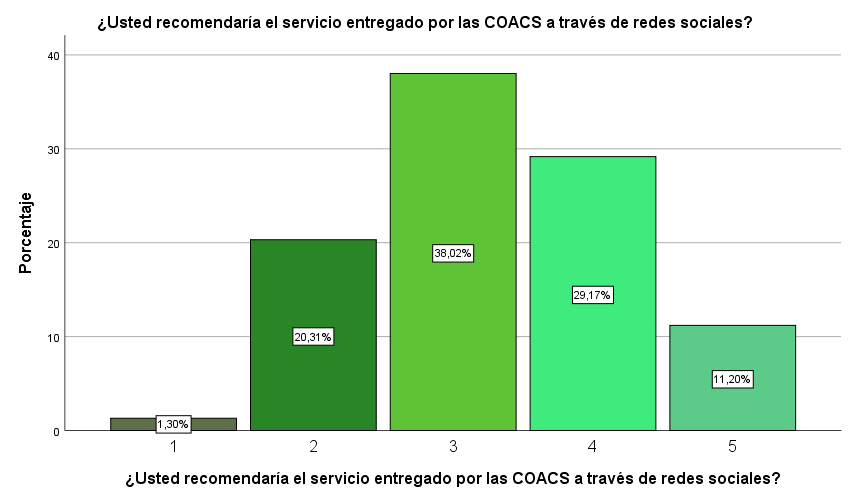 ¿Usted recomendaría el servicio entregado por las COACS a través de redes sociales?
40
30
20
10
0
Porcentaje
1,30%
20,31%
38,02%
29,17%
11,20%
1 2 3 4 5
¿Usted recomendaría el servicio entregado por las COACS a través de redes sociales?